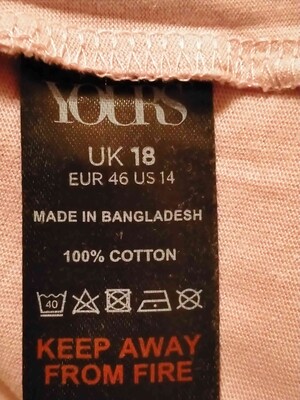 YOURS
UK 18
EUR 46 US 14
MADE IN BANGLADESH
100% COTTON
40
KEEP AWAY
FROM FIRE